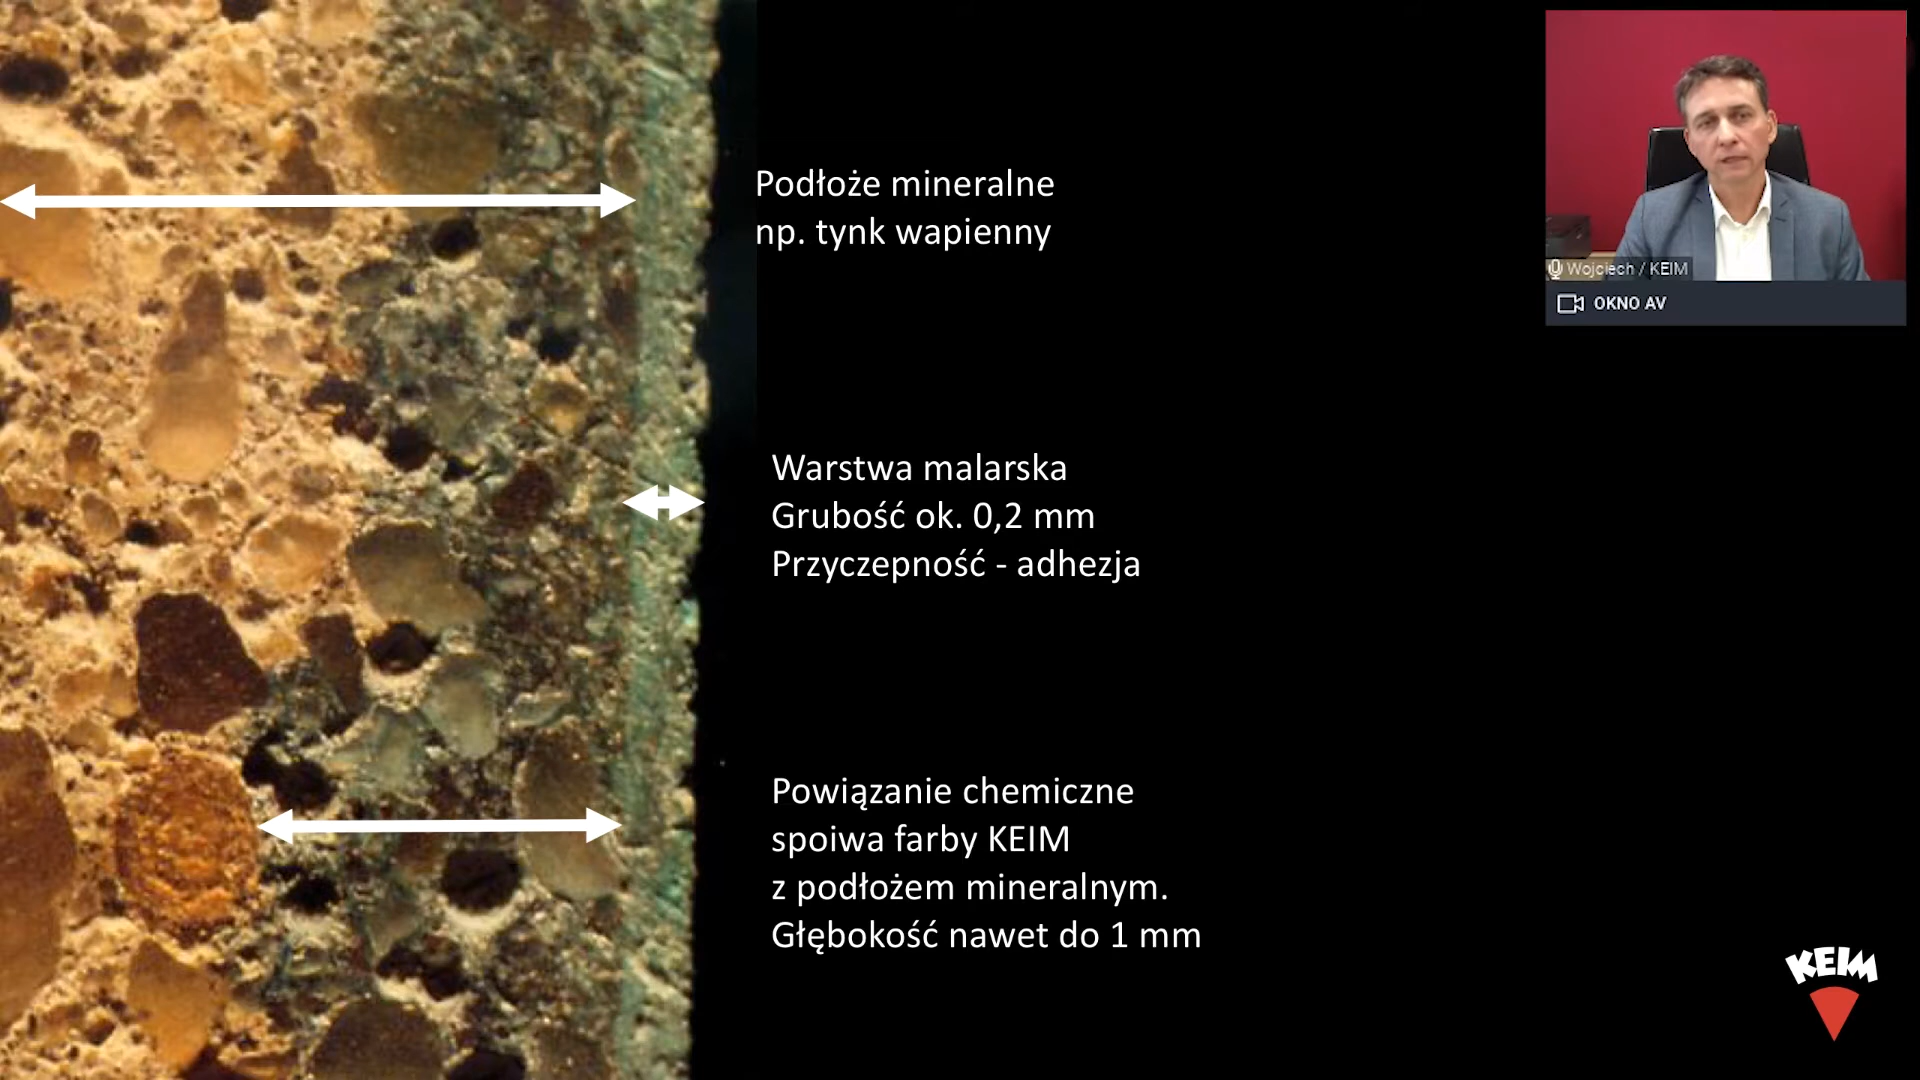 Podłoże mineralne
np. tynk wapienny
Warstwa malarska
Grubość ok. 0,2 mm
Przyczepność - adhezja
Powiązanie chemiczne
spoiwa farby KEIM
z podłożem mineralnym.
Głębokość nawet do 1 mm
Wojciech / KEIM
OKNO AV
KEIM